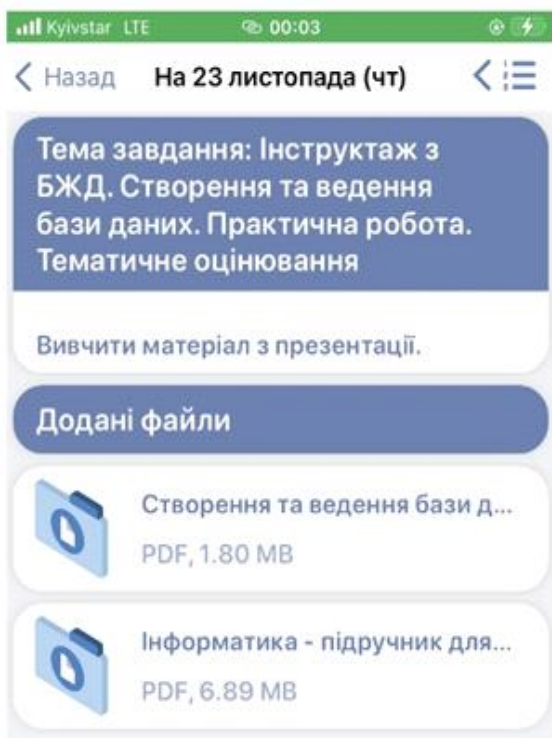 Kyivstar LTE 00:03
Назад На 23 листопада (чт)
Тема завдання: Інструктаж з
БЖД. Створення та ведення
бази даних. Практична робота.
Тематичне оцінювання
Вивчити матеріал з презентації.
Додані файли
Створення та ведення бази д...
PDF, 1.80 MB
Інформатика - підручник для...
PDF, 6.89 MB